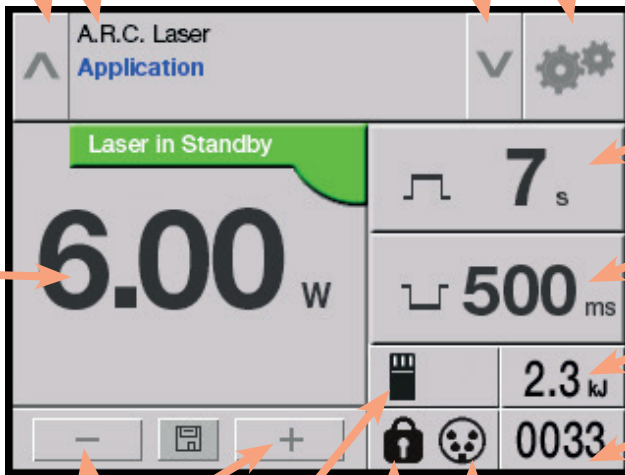 A.R.C. Laser
Application
Laser in Standby
6.00 W
7 s
500 ms
2.3 kJ
0033